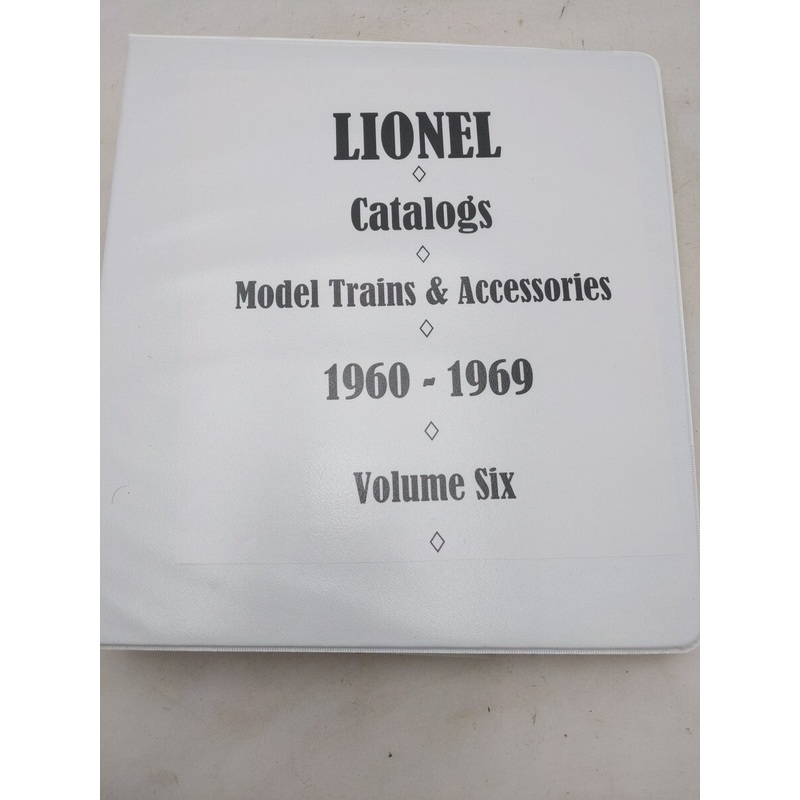 LIONEL
◇
Catalogs
◇
Model Trains & Accessories
◇
1960 - 1969
◇
Volume Six
◇